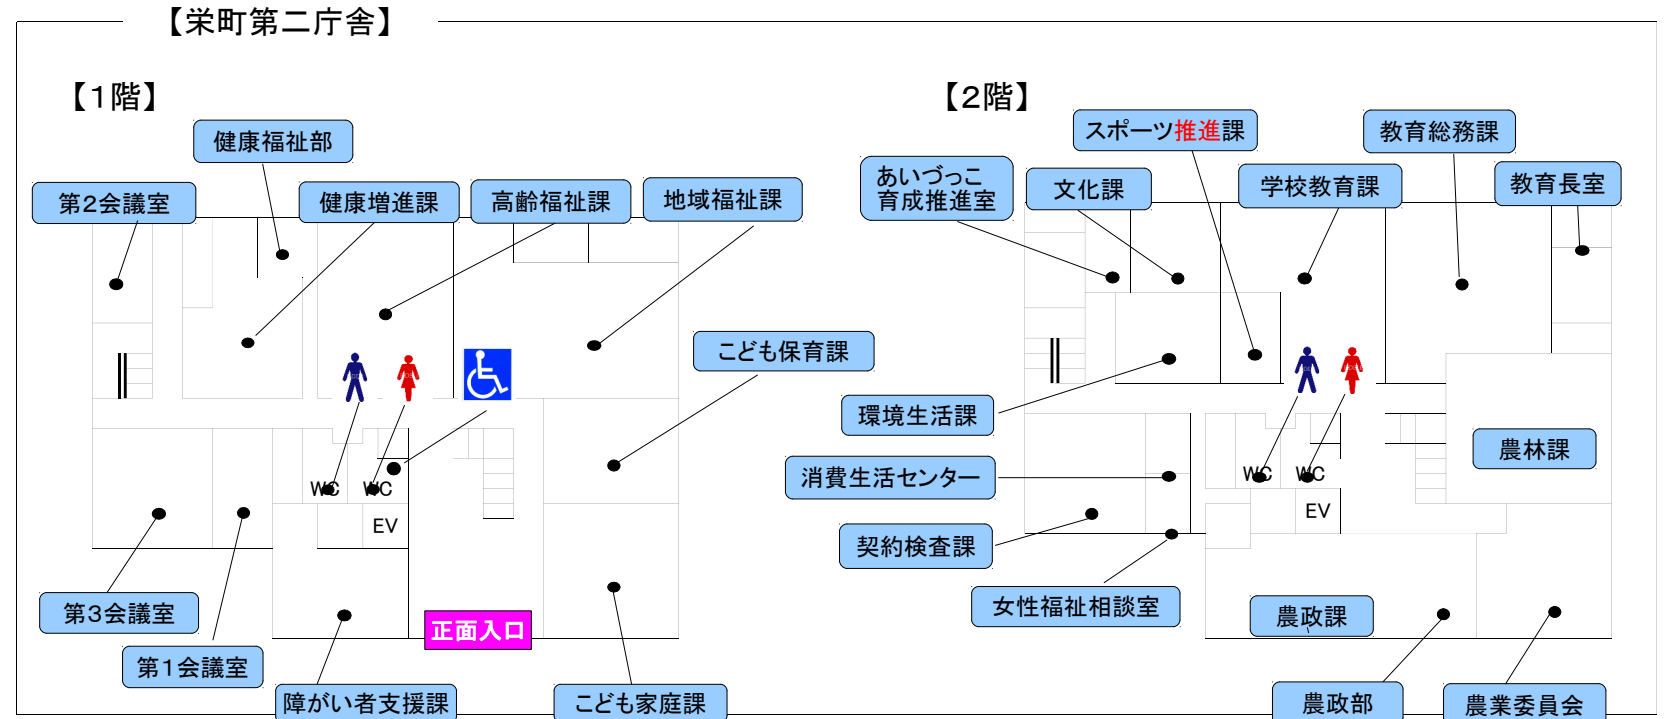 【栄町第二庁舎】
【1階】
【2階】
健康福祉部
第2会議室
健康増進課
高齢福祉課
地域福祉課
こども保育課
WC
WC
EV
第3会議室
第1会議室
障がい者支援課
正面入口
こども家庭課
スポーツ推進課
教育総務課
あいづっこ
育成推進室
文化課
学校教育課
教育長室
環境生活課
農林課
消費生活センター
WC
WC
EV
契約検査課
女性福祉相談室
農政課
農政部
農業委員会